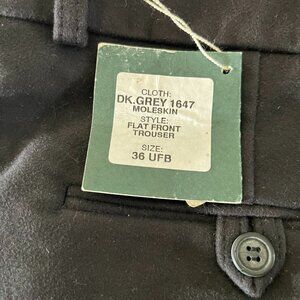 CLOTH:
DK.GREY 1647
MOLESKIN
STYLE:
FLAT FRONT
TROUSER
SIZE:
36 UFB